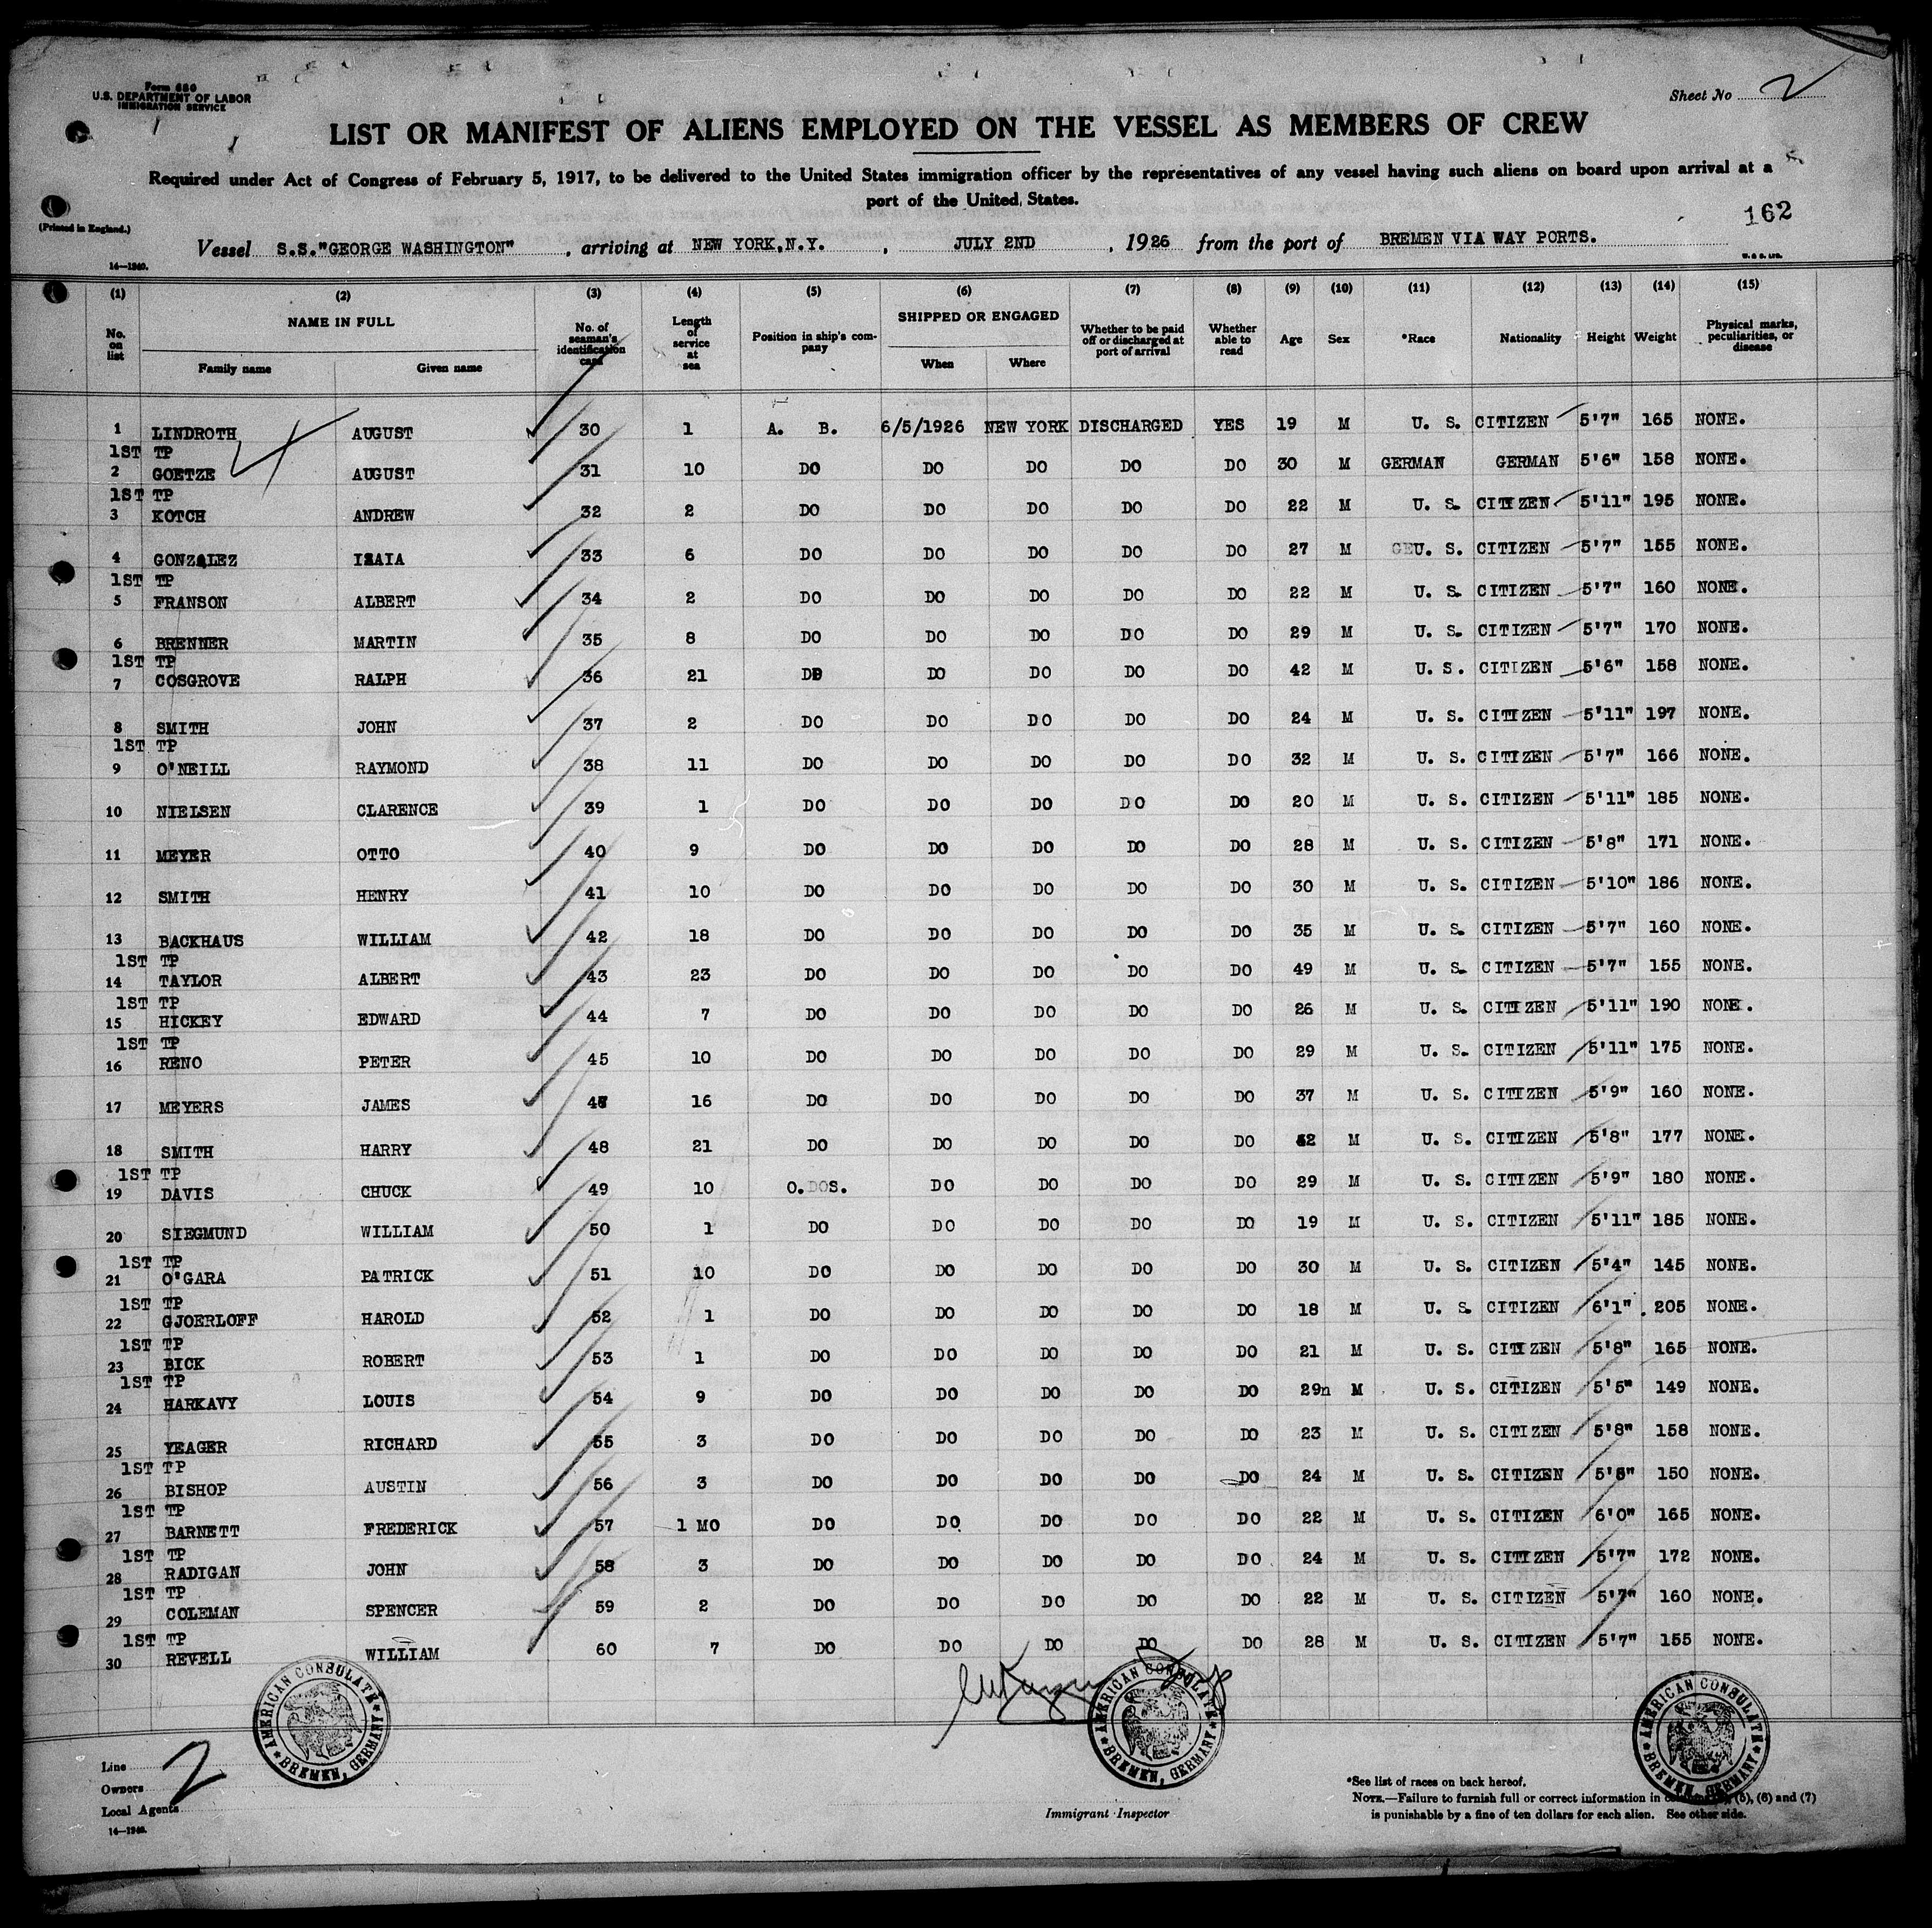 Form 680
U.S. DEPARTMENT OF LABOR
IMMIGRATION SERVICE
Sheet No 2
LIST OR MANIFEST OF ALIENS EMPLOYED ON THE VESSEL AS MEMBERS OF CREW
Required under Act of Congress of February 5, 1917, to be delivered to the United States immigration officer by the representatives of any vessel having such aliens on board upon arrival at a
port of the United States.
162
(Printed in England.)
Vessel S.S."GEORGE WASHINGTON", arriving at NEW YORK,N.Y., JULY 2ND, 1926 from the port of BREMEN VIA WAY PORTS.
14—1240. W. & S. LTD.
(1) (2) (3) (4) (5) (6) (7) (8) (9) (10) (11) (12) (13) (14) (15)
No. on list NAME IN FULL Family name Given name No. of seaman's identification card Length of service at sea Position in ship's company SHIPPED OR ENGAGED When Where Whether to be paid off or discharged at port of arrival Whether able to read Age Sex *Race Nationality Height Weight Physical marks, peculiarities, or disease
1 LINDROTH AUGUST 30 1 A. B. 6/5/1926 NEW YORK DISCHARGED YES 19 M U. S. CITIZEN 5'7" 165 NONE.
1ST TP
2 GOETZE AUGUST 31 10 DO DO DO DO DO 30 M GERMAN GERMAN 5'6" 158 NONE.
1ST TP
3 KOTCH ANDREW 32 2 DO DO DO DO DO 22 M U. S. CITIZEN 5'11" 195 NONE.
4 GONZALEZ ISAIA 33 6 DO DO DO DO DO 27 M U. S. CITIZEN 5'7" 155 NONE.
1ST TP
5 FRANSON ALBERT 34 2 DO DO DO DO DO 22 M U. S. CITIZEN 5'7" 160 NONE.
6 BRENNER MARTIN 35 8 DO DO DO DO DO 29 M U. S. CITIZEN 5'7" 170 NONE.
1ST TP
7 COSGROVE RALPH 36 21 DO DO DO DO DO 42 M U. S. CITIZEN 5'6" 158 NONE.
8 SMITH JOHN 37 2 DO DO DO DO DO 24 M U. S. CITIZEN 5'11" 197 NONE.
1ST TP
9 O'NEILL RAYMOND 38 11 DO DO DO DO DO 32 M U. S. CITIZEN 5'7" 166 NONE.
10 NIELSEN CLARENCE 39 1 DO DO DO DO DO 20 M U. S. CITIZEN 5'11" 185 NONE.
11 MEYER OTTO 40 9 DO DO DO DO DO 28 M U. S. CITIZEN 5'8" 171 NONE.
12 SMITH HENRY 41 10 DO DO DO DO DO 30 M U. S. CITIZEN 5'10" 186 NONE.
13 BACKHAUS WILLIAM 42 18 DO DO DO DO DO 35 M U. S. CITIZEN 5'7" 160 NONE.
1ST TP
14 TAYLOR ALBERT 43 23 DO DO DO DO DO 49 M U. S. CITIZEN 5'7" 155 NONE.
1ST TP
15 HICKEY EDWARD 44 7 DO DO DO DO DO 26 M U. S. CITIZEN 5'11" 190 NONE.
1ST TP
16 RENO PETER 45 10 DO DO DO DO DO 29 M U. S. CITIZEN 5'11" 175 NONE.
17 MEYERS JAMES 47 16 DO DO DO DO DO 37 M U. S. CITIZEN 5'9" 160 NONE.
18 SMITH HARRY 48 21 DO DO DO DO DO 42 M U. S. CITIZEN 5'8" 177 NONE.
1ST TP
19 DAVIS CHUCK 49 10 O. S. DO DO DO DO 29 M U. S. CITIZEN 5'9" 180 NONE.
20 SIEGMUND WILLIAM 50 1 DO DO DO DO DO 19 M U. S. CITIZEN 5'11" 185 NONE.
1ST TP
21 O'GARA PATRICK 51 10 DO DO DO DO DO 30 M U. S. CITIZEN 5'4" 145 NONE.
1ST TP
22 GJOERLOFF HAROLD 52 1 DO DO DO DO DO 18 M U. S. CITIZEN 6'1" 205 NONE.
1ST TP
23 BICK ROBERT 53 1 DO DO DO DO DO 21 M U. S. CITIZEN 5'8" 165 NONE.
1ST TP
24 HARKAVY LOUIS 54 9 DO DO DO DO DO 29n M U. S. CITIZEN 5'5" 149 NONE.
25 YEAGER RICHARD 55 3 DO DO DO DO DO 23 M U. S. CITIZEN 5'8" 158 NONE.
1ST TP
26 BISHOP AUSTIN 56 3 DO DO DO DO DO 24 M U. S. CITIZEN 150 NONE.
1ST TP
27 BARNETT FREDERICK 57 1 MO DO DO DO DO DO 22 M U. S. CITIZEN 6'0" 165 NONE.
1ST TP
28 RADIGAN JOHN 58 3 DO DO DO DO DO 24 M U. S. CITIZEN 5'7" 172 NONE.
1ST TP
29 COLEMAN SPENCER 59 2 DO DO DO DO DO 22 M U. S. CITIZEN 5'7" 160 NONE.
1ST TP
30 REVELL WILLIAM 60 7 DO DO DO DO DO 28 M U. S. CITIZEN 5'7" 155 NONE.
AMERICAN CONSULATE BREMEN, GERMANY
AMERICAN CONSULATE BREMEN, GERMANY
AMERICAN CONSULATE BREMEN, GERMANY
Line 2
Owners
Local Agents
14—1240.
Immigrant Inspector
*See list of races on back hereof.
NOTE.—Failure to furnish full or correct information in (5), (6) and (7)
is punishable by a fine of ten dollars for each alien. See other side.